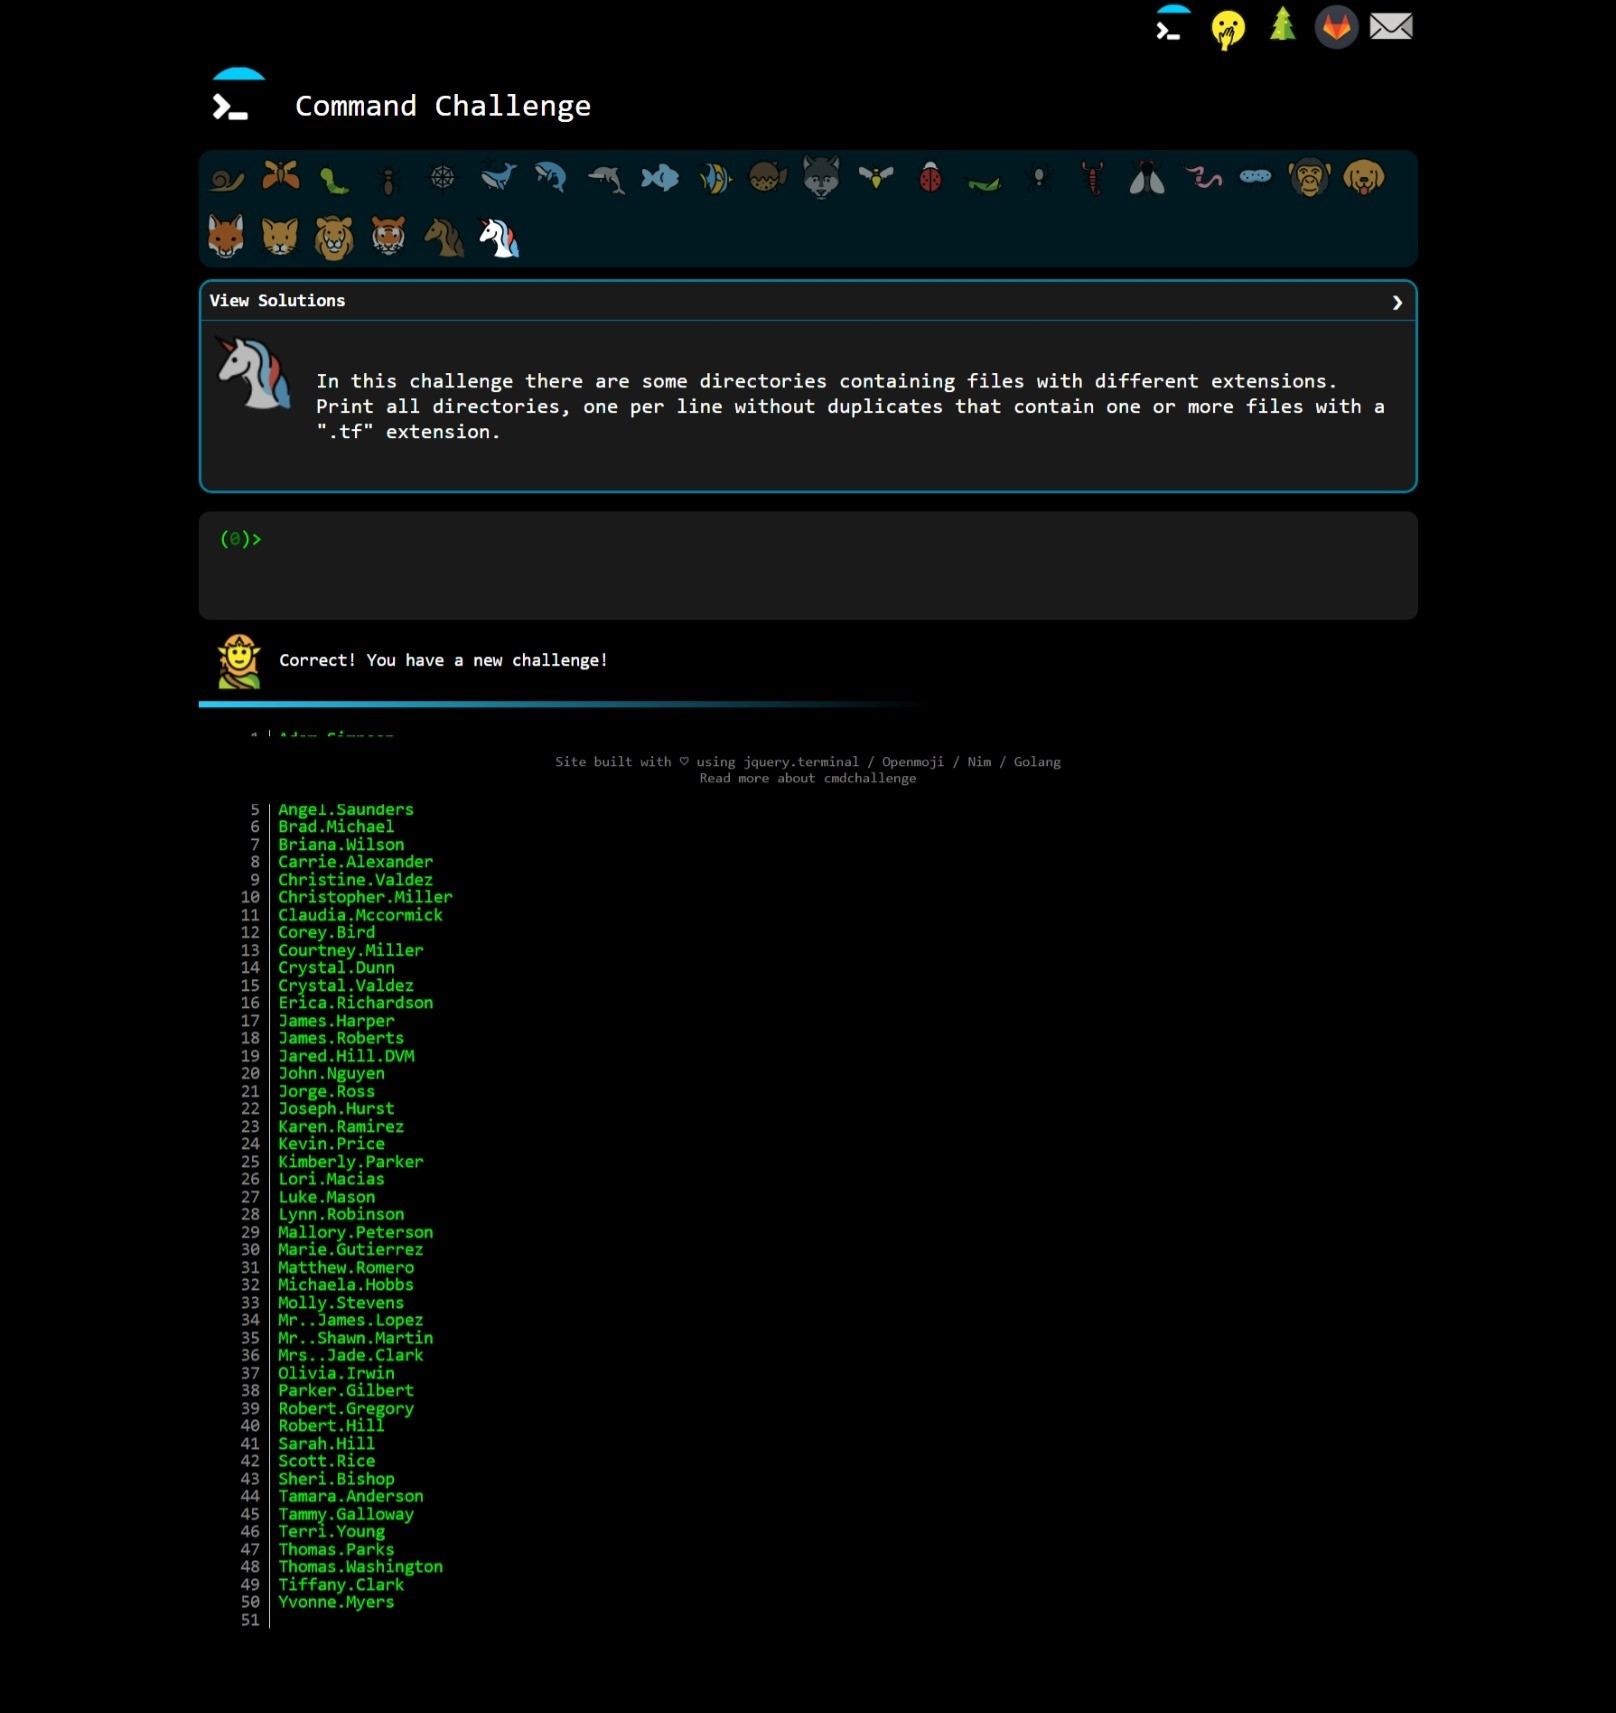 Command Challenge
View Solutions
In this challenge there are some directories containing files with different extensions.
Print all directories, one per line without duplicates that contain one or more files with a
".tf" extension.
(0)>
Correct! You have a new challenge!
Site built with ♡ using jquery.terminal / Openmoji / Nim / Golang
Read more about cmdchallenge
5 Angel.Saunders
6 Brad.Michael
7 Briana.Wilson
8 Carrie.Alexander
9 Christine.Valdez
10 Christopher.Miller
11 Claudia.Mccormick
12 Corey.Bird
13 Courtney.Miller
14 Crystal.Dunn
15 Crystal.Valdez
16 Erica.Richardson
17 James.Harper
18 James.Roberts
19 Jared.Hill.DVM
20 John.Nguyen
21 Jorge.Ross
22 Joseph.Hurst
23 Karen.Ramirez
24 Kevin.Price
25 Kimberly.Parker
26 Lori.Macias
27 Luke.Mason
28 Lynn.Robinson
29 Mallory.Peterson
30 Marie.Gutierrez
31 Matthew.Romero
32 Michaela.Hobbs
33 Molly.Stevens
34 Mr..James.Lopez
35 Mr..Shawn.Martin
36 Mrs..Jade.Clark
37 Olivia.Irwin
38 Parker.Gilbert
39 Robert.Gregory
40 Robert.Hill
41 Sarah.Hill
42 Scott.Rice
43 Sheri.Bishop
44 Tamara.Anderson
45 Tammy.Galloway
46 Terri.Young
47 Thomas.Parks
48 Thomas.Washington
49 Tiffany.Clark
50 Yvonne.Myers
51